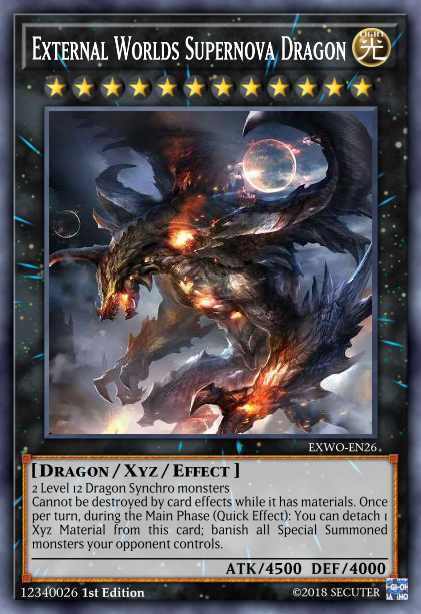 External Worlds Supernova Dragon
LIGHT
光
EXWO-EN26
[Dragon / Xyz / Effect ]
2 Level 12 Dragon Synchro monsters
Cannot be destroyed by card effects while it has materials. Once
per turn, during the Main Phase (Quick Effect): You can detach 1
Xyz Material from this card; banish all Special Summoned
monsters your opponent controls.
ATK/4500 DEF/4000
12340026 1st Edition
©2018 SECUTER